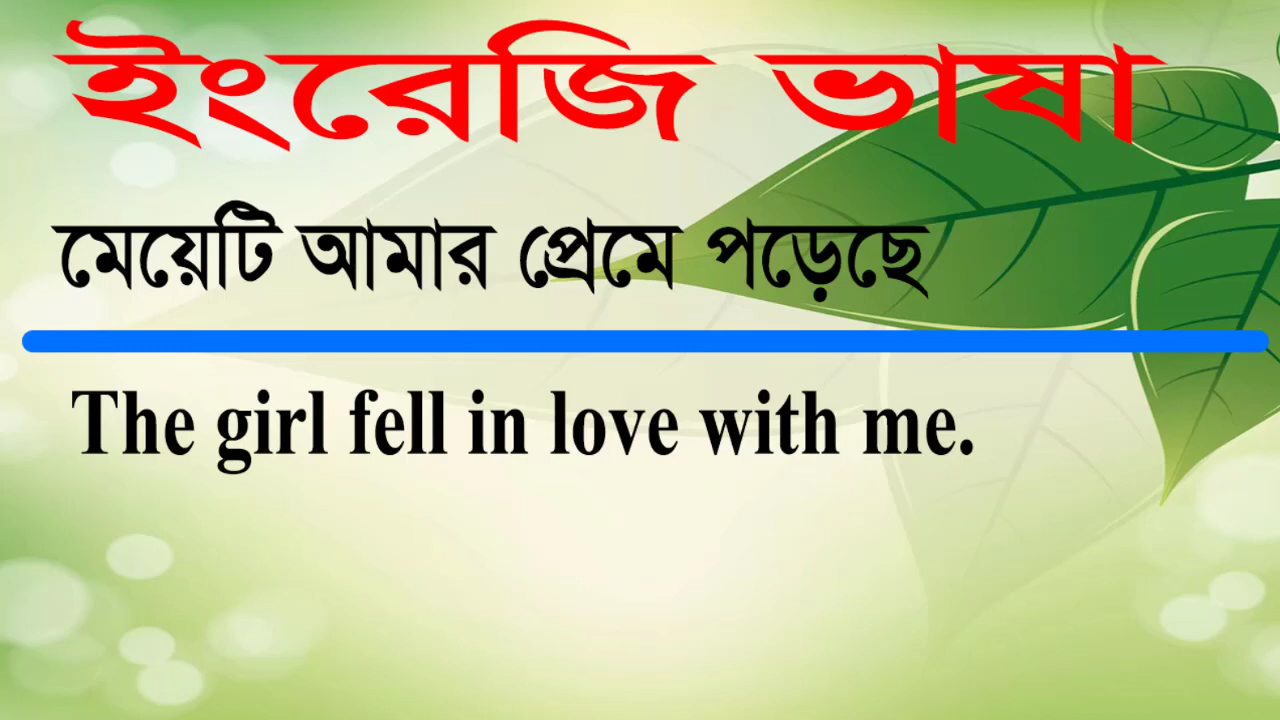 ইংরেজি ভাষা
মেয়েটি আমার প্রেমে পড়েছে
The girl fell in love with me.